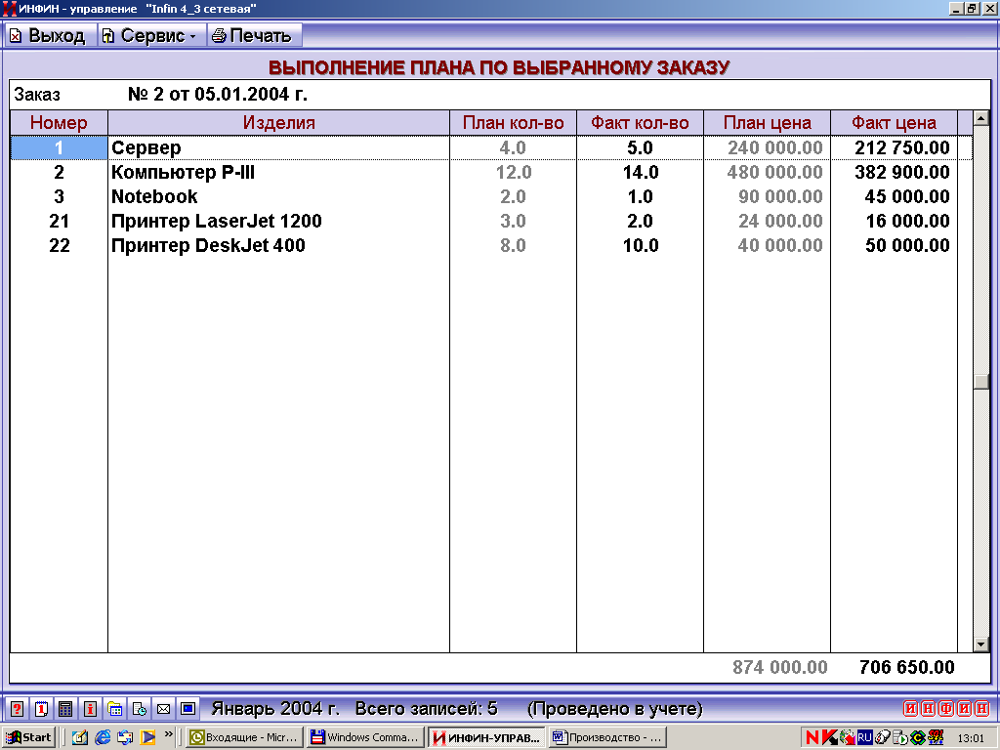 ИНФИН - управление "Infin 4_3 сетевая"
Выход Сервис Печать
ВЫПОЛНЕНИЕ ПЛАНА ПО ВЫБРАННОМУ ЗАКАЗУ
Заказ № 2 от 05.01.2004 г.
Номер Изделия План кол-во Факт кол-во План цена Факт цена
1 Сервер 4.0 5.0 240 000.00 212 750.00
2 Компьютер P-III 12.0 14.0 480 000.00 382 900.00
3 Notebook 2.0 1.0 90 000.00 45 000.00
21 Принтер LaserJet 1200 3.0 2.0 24 000.00 16 000.00
22 Принтер DeskJet 400 8.0 10.0 40 000.00 50 000.00
874 000.00 706 650.00
Январь 2004 г. Всего записей: 5 (Проведено в учете) ИНФИН
Start » Входящие - Micr... Windows Comma... ИНФИН-УПРАВ... Производство - ... RU 13:01